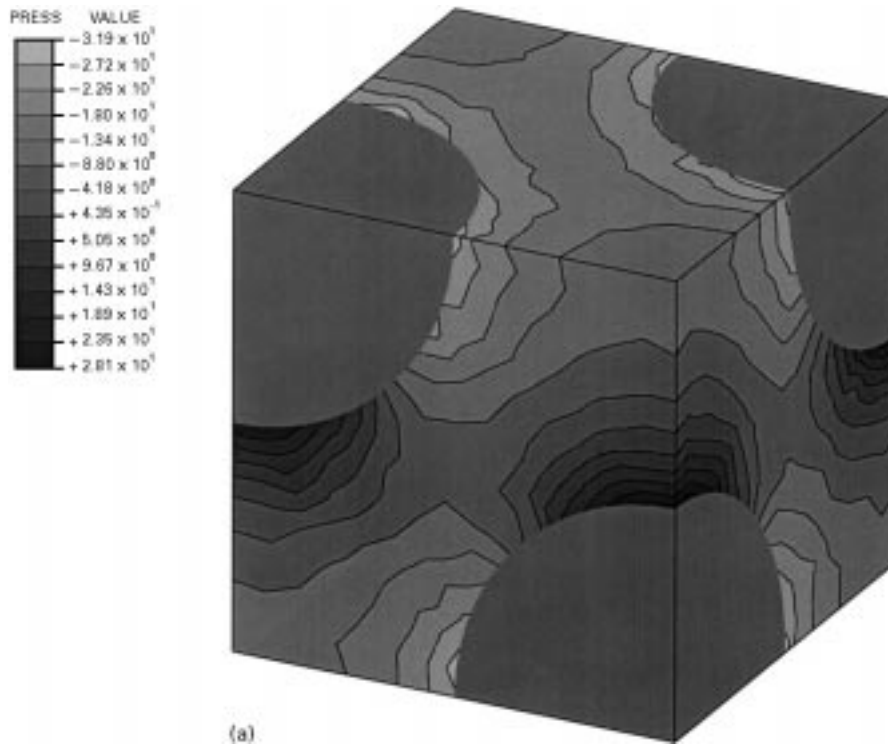 PRESS VALUE
−3.19 x 10¹
−2.72 x 10¹
−2.26 x 10¹
−1.80 x 10¹
−1.34 x 10¹
−8.80 x 10⁰
−4.18 x 10⁰
+4.35 x 10⁻¹
+5.05 x 10⁰
+9.67 x 10⁰
+1.43 x 10¹
+1.89 x 10¹
+2.35 x 10¹
+2.81 x 10¹
(a)